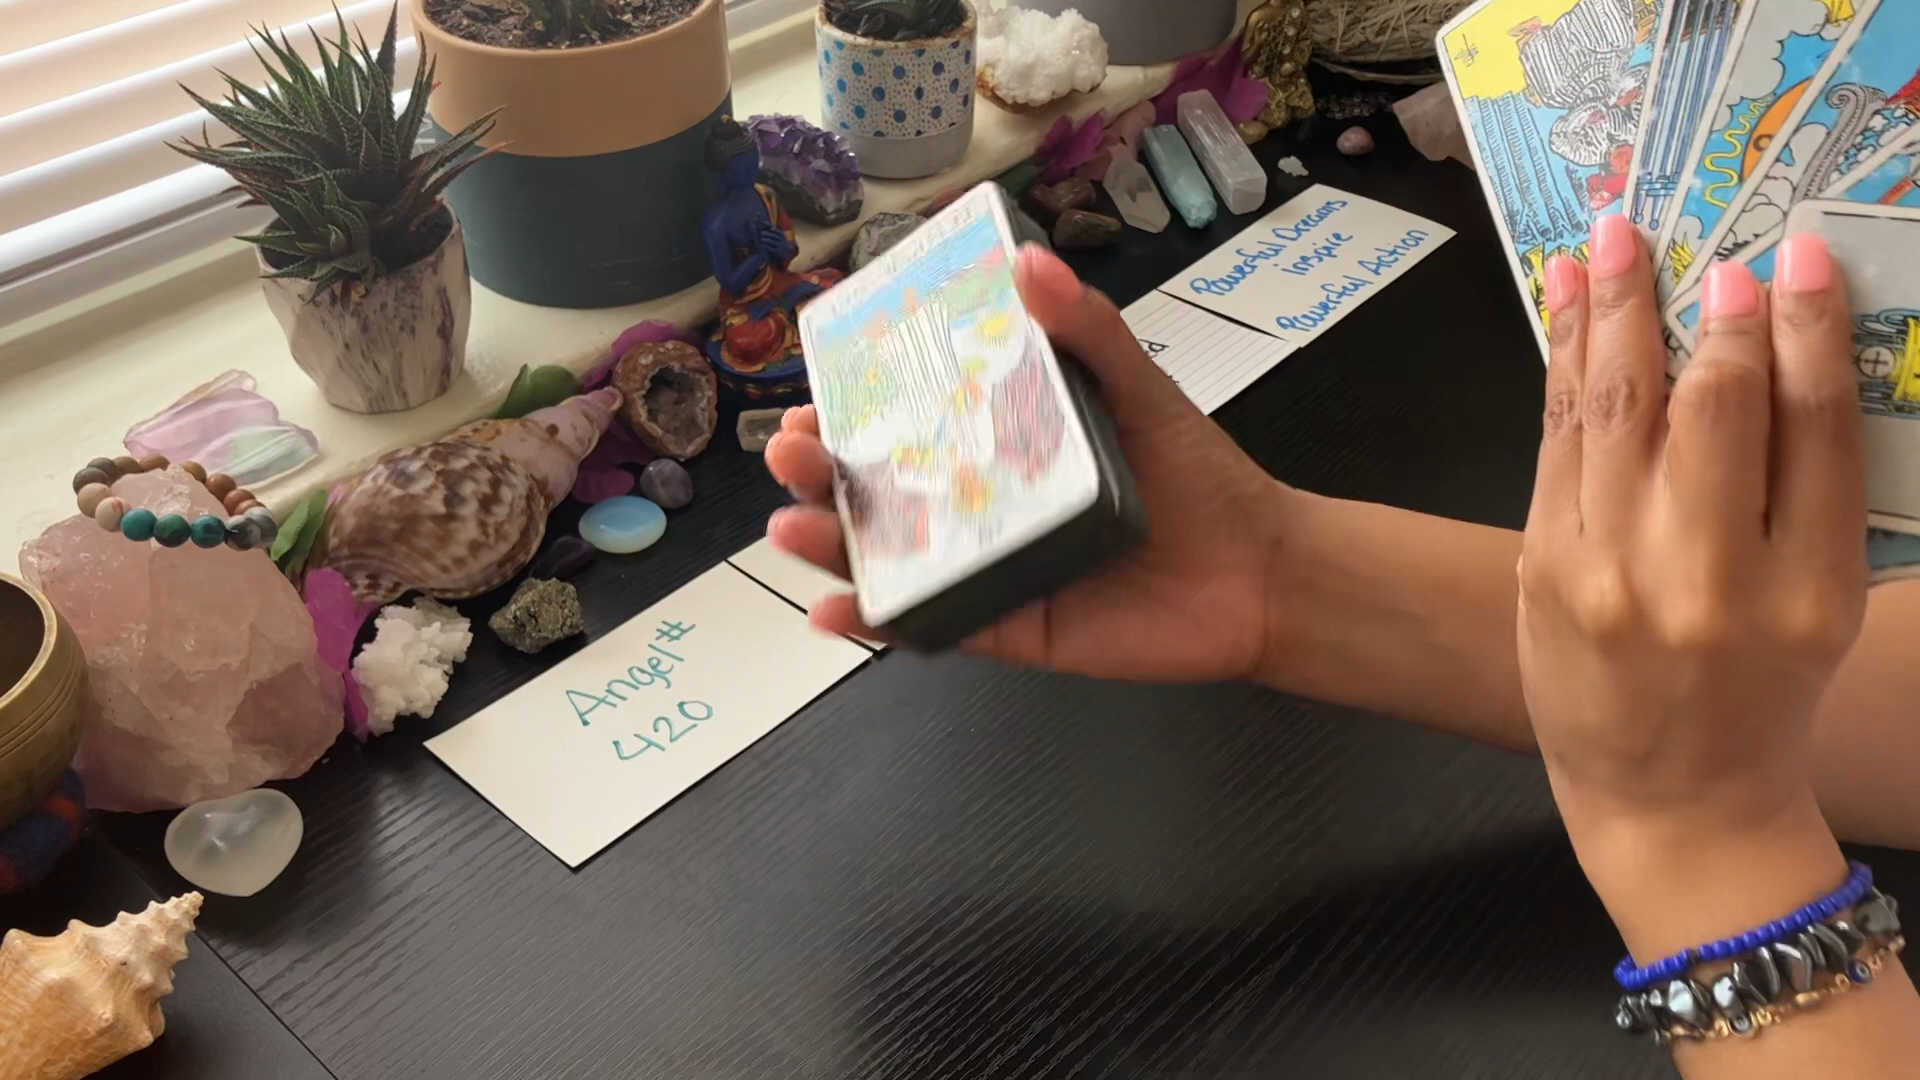 Powerful Dreams
inspire
Powerful Action
Angel#
420